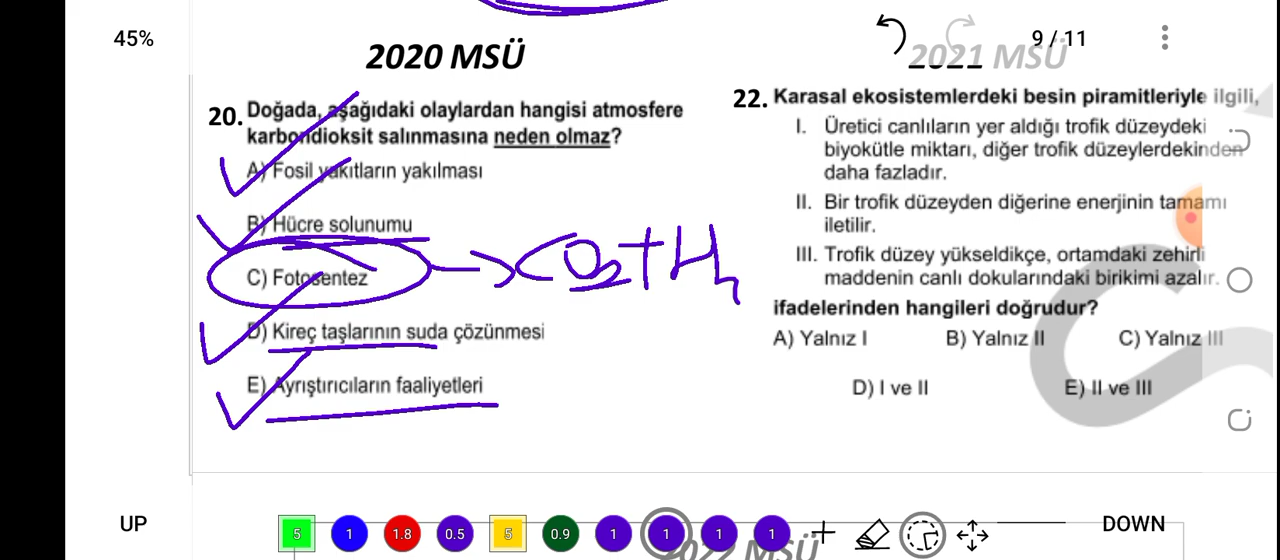 45%
9 / 11
2020 MSÜ
2021 MSÜ
20. Doğada, aşağıdaki olaylardan hangisi atmosfere
karbondioksit salınmasına neden olmaz?
A) Fosil yakıtların yakılması
B) Hücre solunumu
C) Fotosentez
CO2+H
D) Kireç taşlarının suda çözünmesi
E) Ayrıştırıcıların faaliyetleri
22. Karasal ekosistemlerdeki besin piramitleriyle ilgili,
I. Üretici canlıların yer aldığı trofik düzeydeki
biyokütle miktarı, diğer trofik düzeylerdekinden
daha fazladır.
II. Bir trofik düzeyden diğerine enerjinin tamamı
iletilir.
III. Trofik düzey yükseldikçe, ortamdaki zehirli
maddenin canlı dokularındaki birikimi azalır.
ifadelerinden hangileri doğrudur?
A) Yalnız I B) Yalnız II C) Yalnız III
D) I ve II E) II ve III
UP
5 1 1.8 0.5 5 0.9 1 1 1 1
DOWN
2022 MSÜ